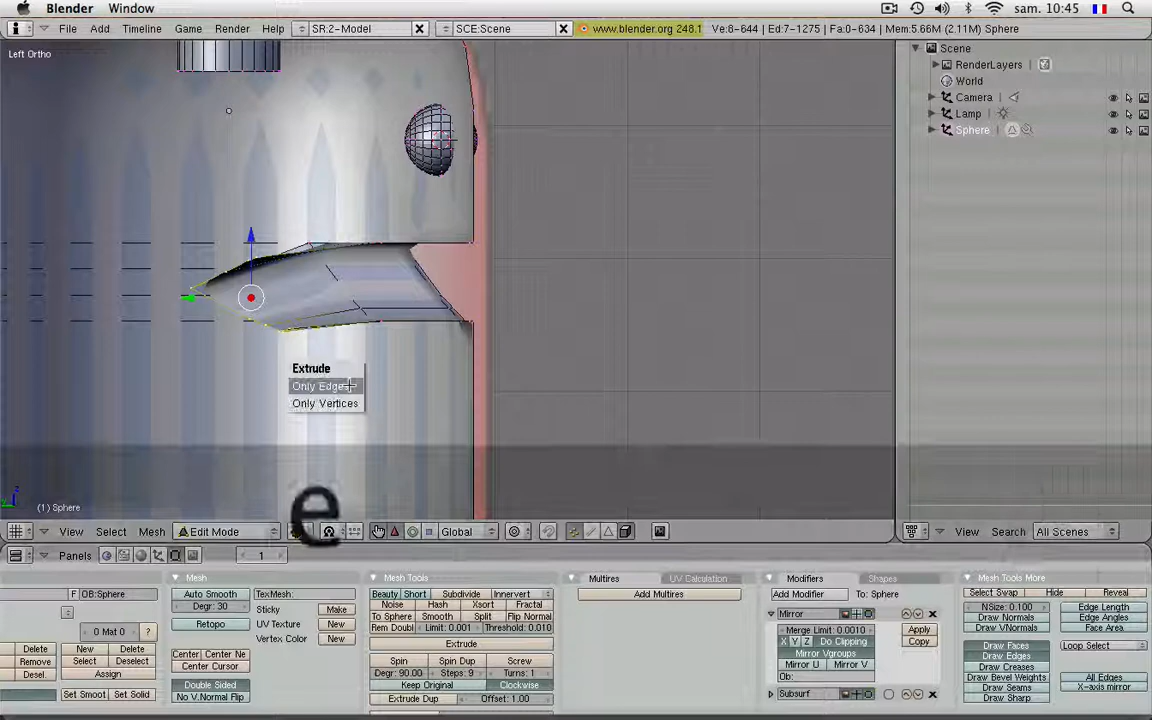 Blender Window sam. 10:45
File Add Timeline Game Render Help SR:2-Model SCE:Scene www.blender.org 248.1 Ve:8-644 | Ed:7-1275 | Fa:0-634 | Mem:5.66M (2.11M) Sphere
Left Ortho
Scene
RenderLayers
World
Camera
Lamp
Sphere
Extrude
Only Edges
Only Vertices
e
(1) Sphere
View Select Mesh Edit Mode Global
View Search All Scenes
Panels 1
Mesh
Mesh Tools
Multires UV Calculation
Modifiers Shapes
Mesh Tools More
F OB:Sphere
0 Mat 0 ?
New Delete
Select Deselect
Remove
Assign
Desel.
Set Smoot Set Solid
Auto Smooth
Degr: 30
Retopo
TexMesh:
Sticky Make
UV Texture New
Vertex Color New
Center Center Ne
Center Cursor
Double Sided
No V.Normal Flip
Beauty Short Subdivide Innervert
Noise Hash Xsort Fractal
To Sphere Smooth Split Flip Normal
Rem Doubl Limit: 0.001 Threshold: 0.010
Extrude
Spin Spin Dup Screw
Degr: 90.00 Steps: 9 Turns: 1
Keep Original Clockwise
Extrude Dup Offset: 1.00
Add Multires
Add Modifier To: Sphere
Mirror
Merge Limit: 0.0010
X Y Z Do Clipping
Mirror Vgroups
Mirror U Mirror V
Ob:
Apply
Copy
Subsurf
Select Swap Hide Reveal
NSize: 0.100
Draw Normals
Draw VNormals
Edge Length
Edge Angles
Face Area
Draw Faces
Draw Edges
Draw Creases
Draw Bevel Weights
Draw Seams
Draw Sharp
Loop Select
All Edges
X-axis mirror